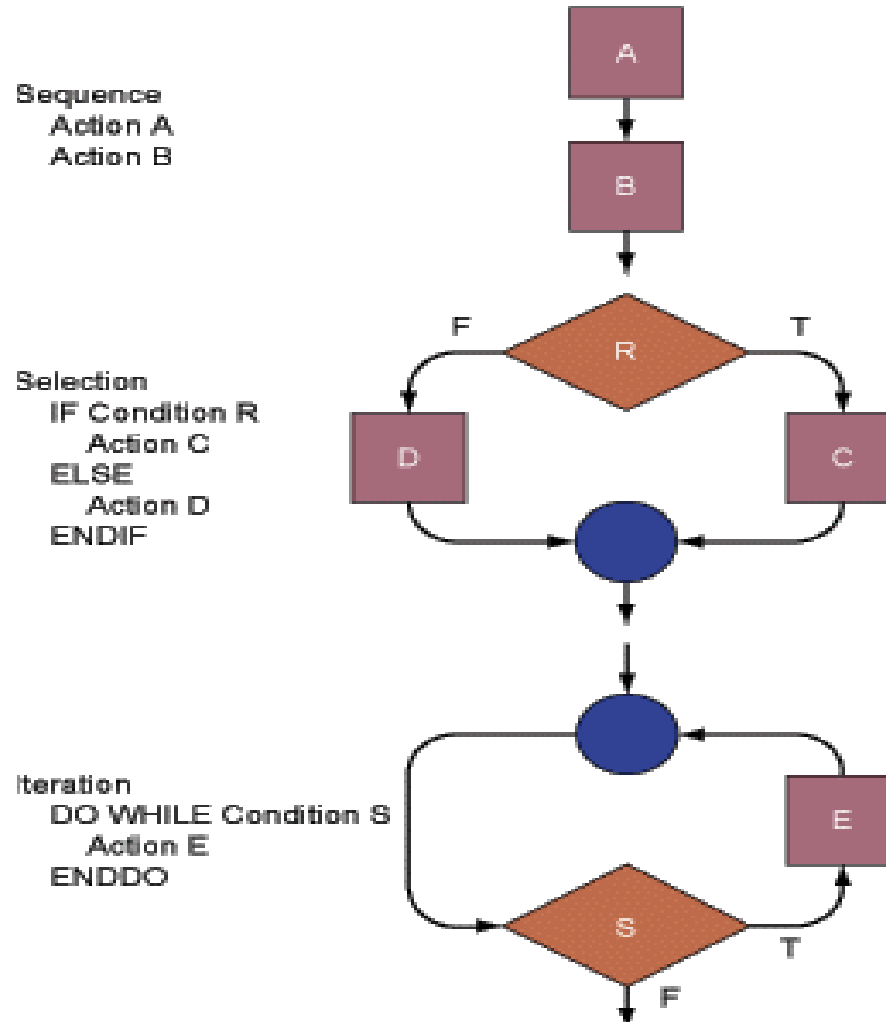 Sequence
Action A
Action B
A
B
Selection
IF Condition R
Action C
ELSE
Action D
ENDIF
F
R
T
D
C
Iteration
DO WHILE Condition S
Action E
ENDDO
E
S
T
F